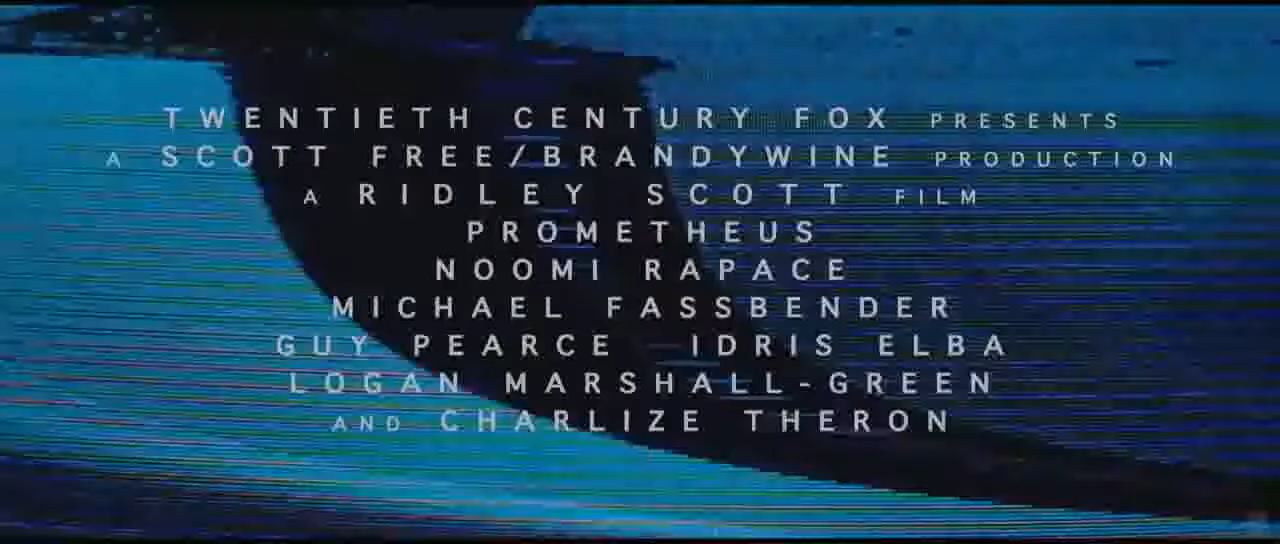 TWENTIETH CENTURY FOX PRESENTS
A SCOTT FREE/BRANDYWINE PRODUCTION
A RIDLEY SCOTT FILM
PROMETHEUS
NOOMI RAPACE
MICHAEL FASSBENDER
GUY PEARCE IDRIS ELBA
LOGAN MARSHALL-GREEN
AND CHARLIZE THERON